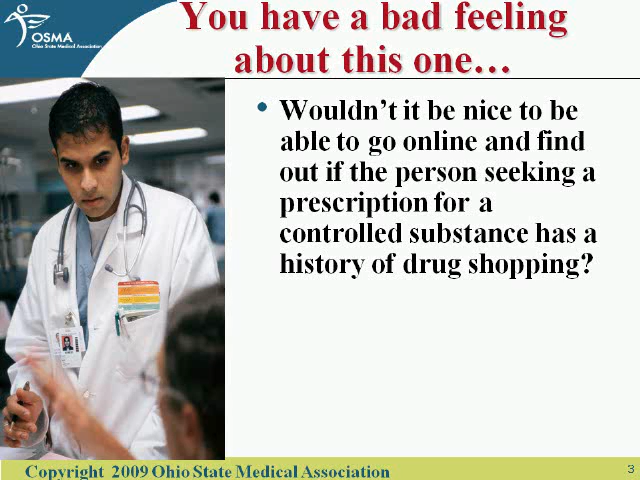 OSMA
Ohio State Medical Association
You have a bad feeling
about this one…
• Wouldn’t it be nice to be
able to go online and find
out if the person seeking a
prescription for a
controlled substance has a
history of drug shopping?
Copyright 2009 Ohio State Medical Association
3